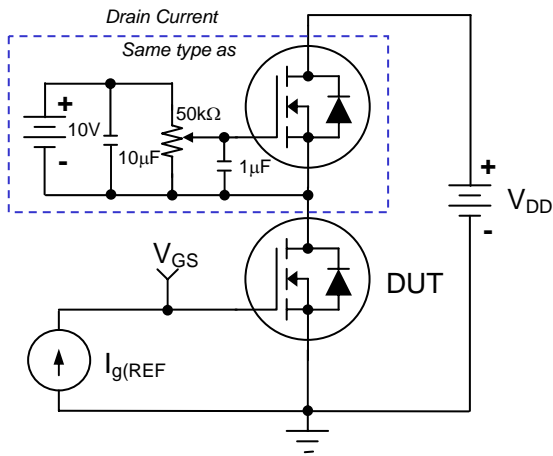 Drain Current
Same type as
+
10V
-
10μF
50kΩ
1μF
+
V_DD
-
V_GS
DUT
I_g(REF